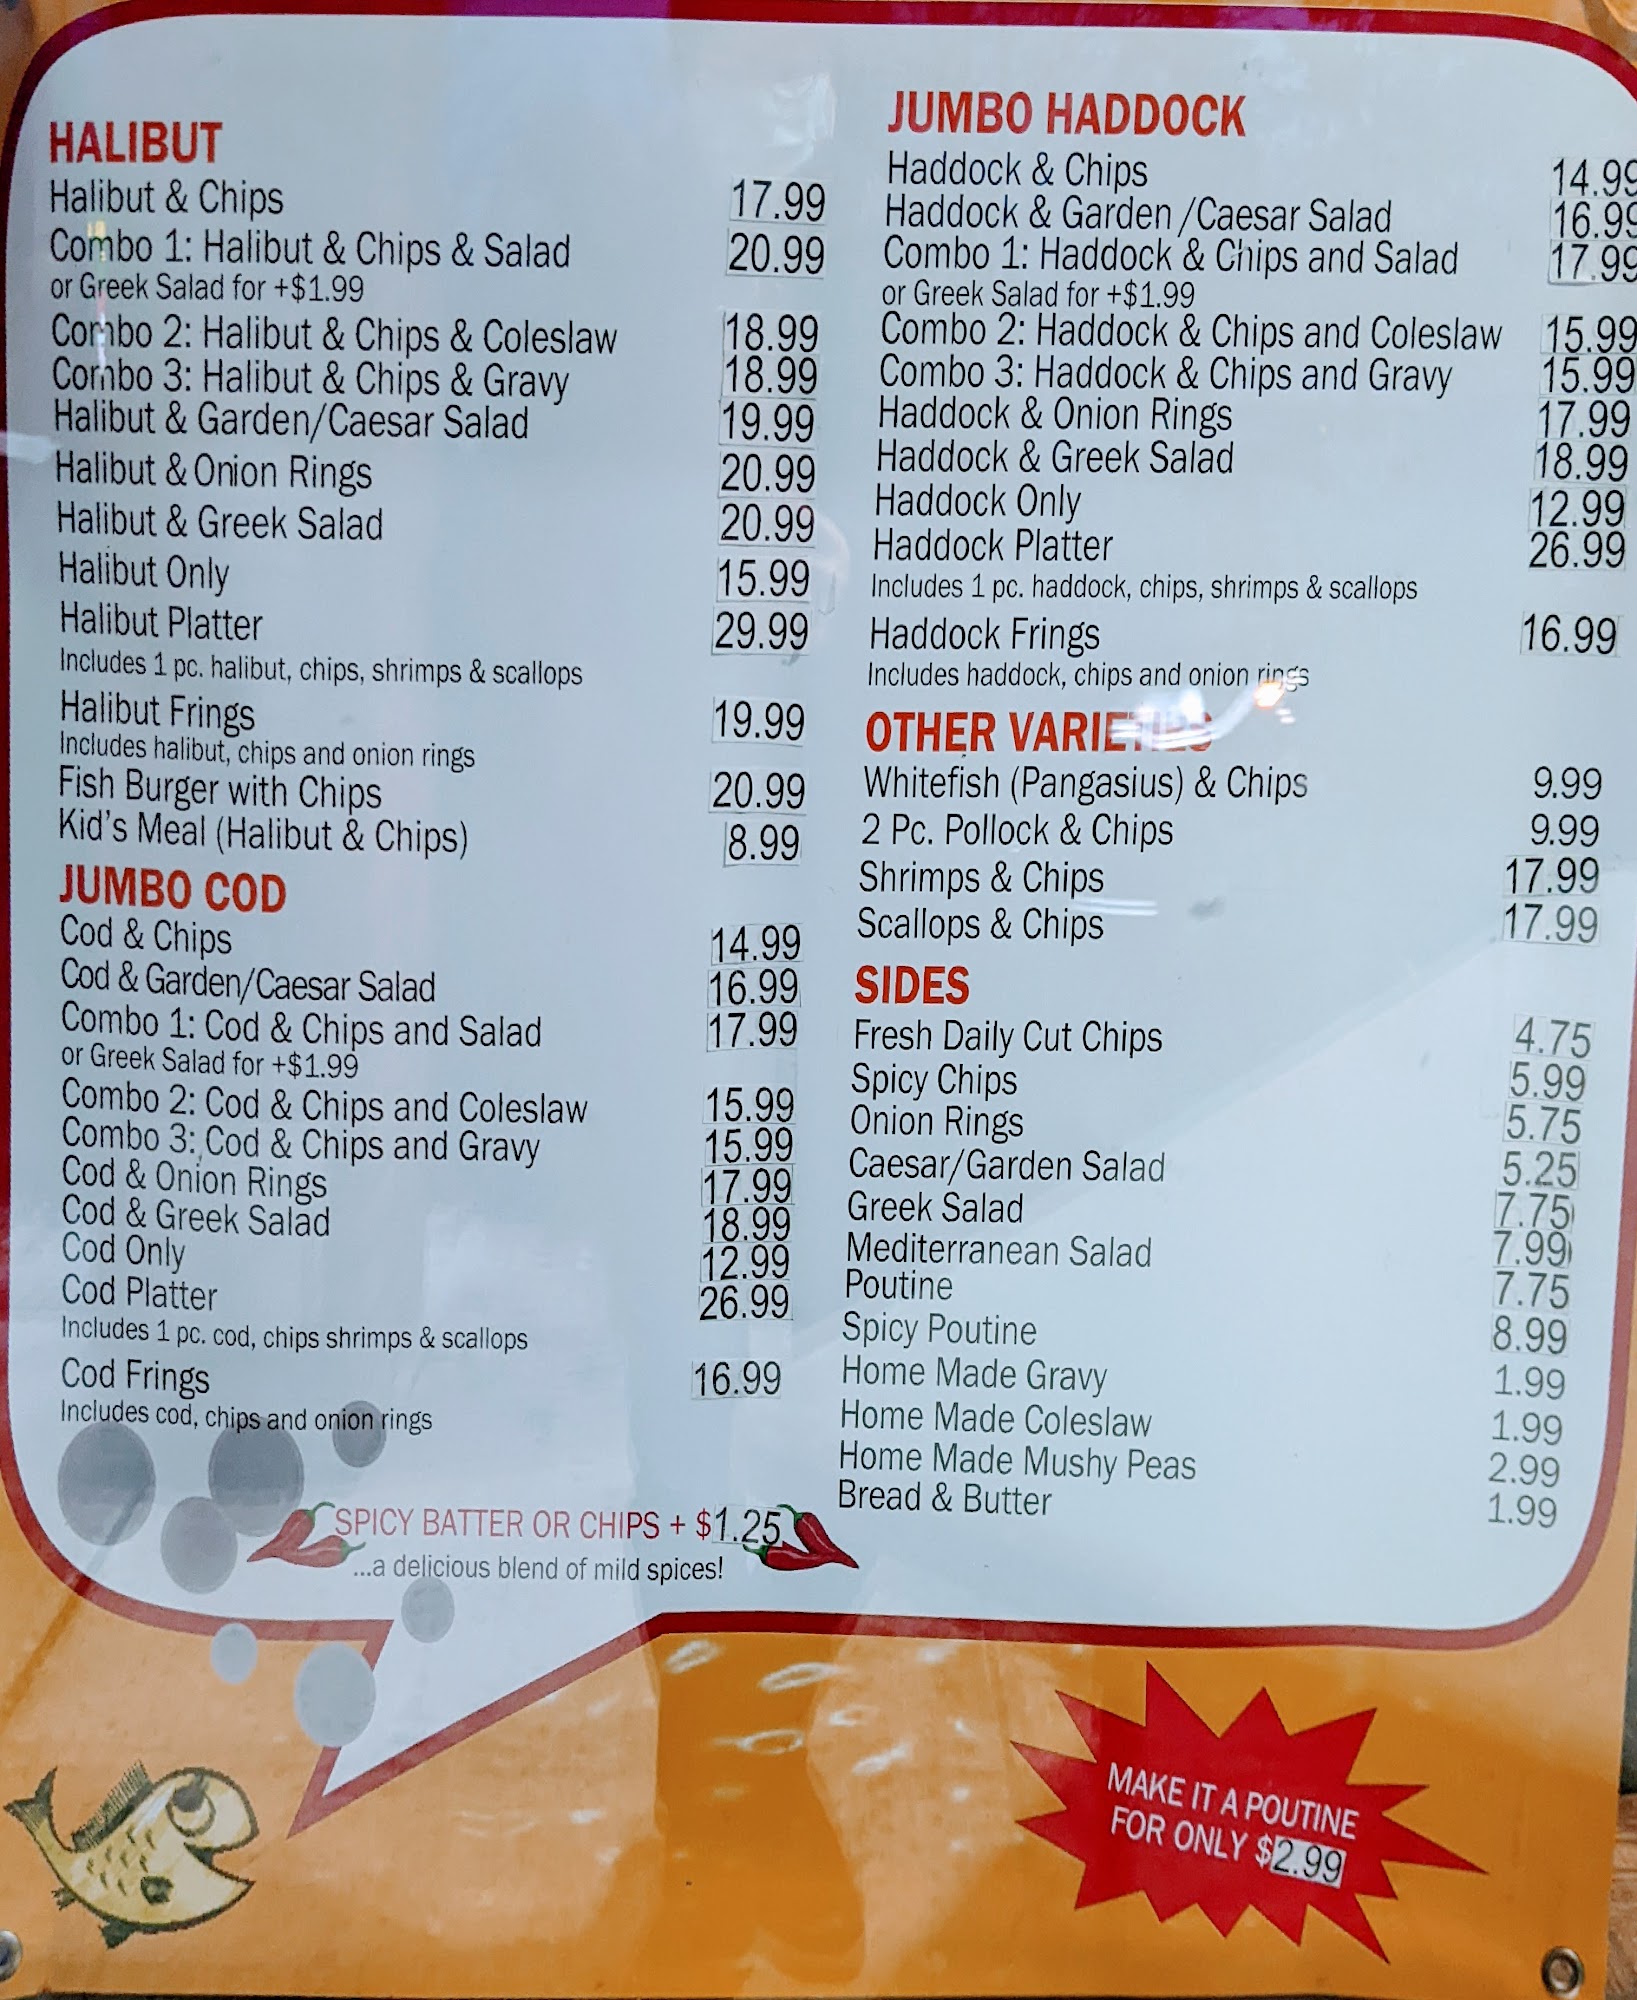 HALIBUT
Halibut & Chips 17.99
Combo 1: Halibut & Chips & Salad 20.99
or Greek Salad for +$1.99
Combo 2: Halibut & Chips & Coleslaw 18.99
Combo 3: Halibut & Chips & Gravy 18.99
Halibut & Garden/Caesar Salad 19.99
Halibut & Onion Rings 20.99
Halibut & Greek Salad 20.99
Halibut Only 15.99
Halibut Platter 29.99
Includes 1 pc. halibut, chips, shrimps & scallops
Halibut Frings 19.99
Includes halibut, chips and onion rings
Fish Burger with Chips 20.99
Kid's Meal (Halibut & Chips) 8.99
JUMBO COD
Cod & Chips 14.99
Cod & Garden/Caesar Salad 16.99
Combo 1: Cod & Chips and Salad 17.99
or Greek Salad for +$1.99
Combo 2: Cod & Chips and Coleslaw 15.99
Combo 3: Cod & Chips and Gravy 15.99
Cod & Onion Rings 17.99
Cod & Greek Salad 18.99
Cod Only 12.99
Cod Platter 26.99
Includes 1 pc. cod, chips shrimps & scallops
Cod Frings 16.99
Includes cod, chips and onion rings
SPICY BATTER OR CHIPS + $1.25
...a delicious blend of mild spices!
JUMBO HADDOCK
Haddock & Chips 14.99
Haddock & Garden /Caesar Salad 16.99
Combo 1: Haddock & Chips and Salad 17.99
or Greek Salad for +$1.99
Combo 2: Haddock & Chips and Coleslaw 15.99
Combo 3: Haddock & Chips and Gravy 15.99
Haddock & Onion Rings 17.99
Haddock & Greek Salad 18.99
Haddock Only 12.99
Haddock Platter 26.99
Includes 1 pc. haddock, chips, shrimps & scallops
Haddock Frings 16.99
Includes haddock, chips and onion rings
OTHER VARIETIES
Whitefish (Pangasius) & Chips 9.99
2 Pc. Pollock & Chips 9.99
Shrimps & Chips 17.99
Scallops & Chips 17.99
SIDES
Fresh Daily Cut Chips 4.75
Spicy Chips 5.99
Onion Rings 5.75
Caesar/Garden Salad 5.25
Greek Salad 7.75
Mediterranean Salad 7.99
Poutine 7.75
Spicy Poutine 8.99
Home Made Gravy 1.99
Home Made Coleslaw 1.99
Home Made Mushy Peas 2.99
Bread & Butter 1.99
MAKE IT A POUTINE
FOR ONLY $2.99